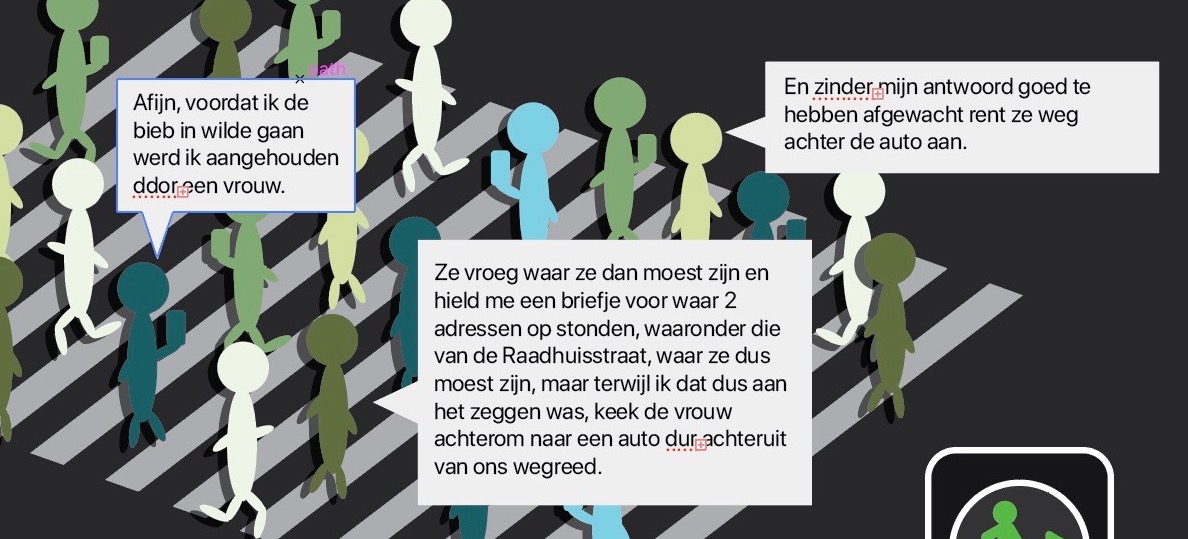 path
Afijn, voordat ik de
bieb in wilde gaan
werd ik aangehouden
ddor een vrouw.
En zinder mijn antwoord goed te
hebben afgewacht rent ze weg
achter de auto aan.
Ze vroeg waar ze dan moest zijn en
hield me een briefje voor waar 2
adressen op stonden, waaronder die
van de Raadhuisstraat, waar ze dus
moest zijn, maar terwijl ik dat dus aan
het zeggen was, keek de vrouw
achterom naar een auto dur achteruit
van ons wegreed.